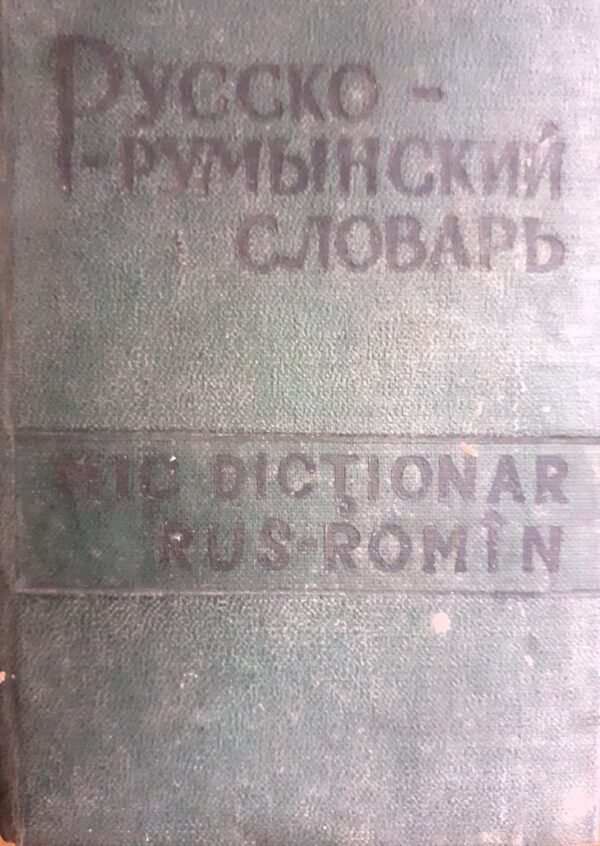 Русско-
-румынский
словарь
MIC DICȚIONAR
RUS-ROMÎN